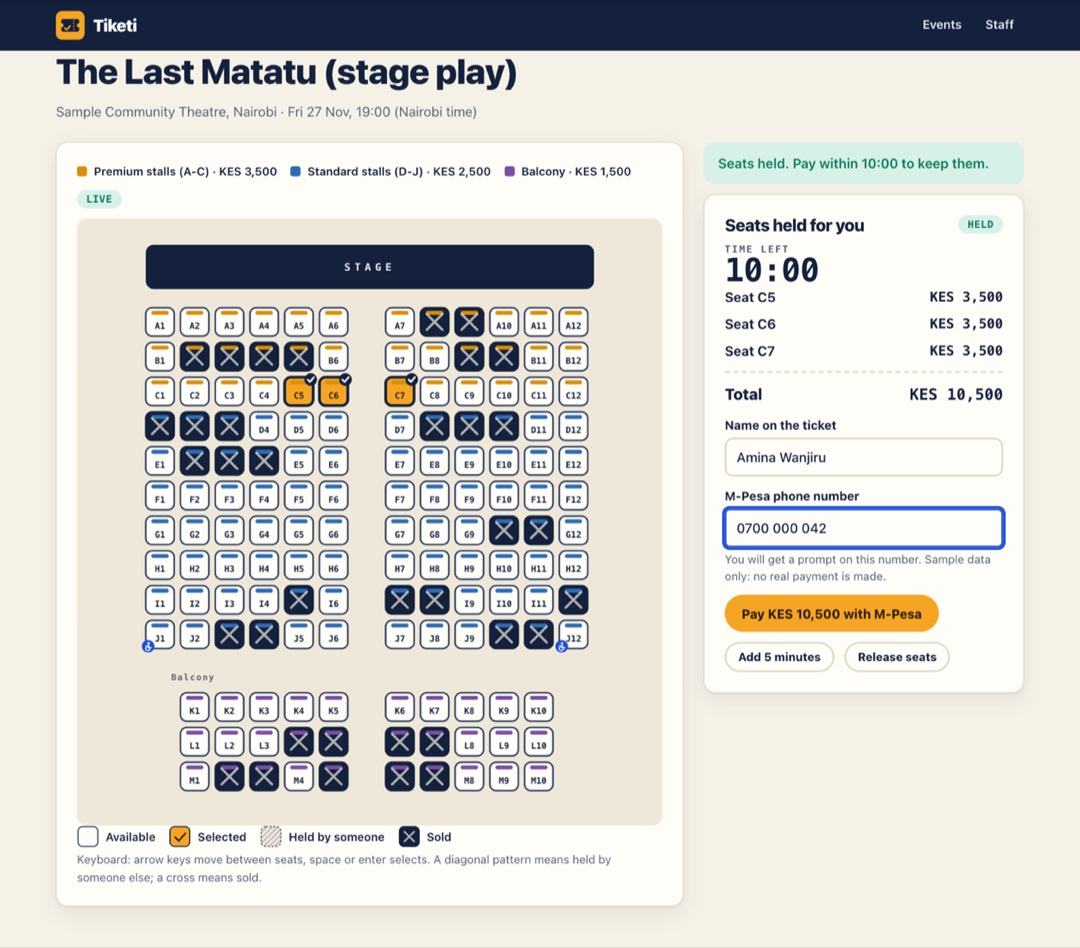 Tiketi
Events Staff
The Last Matatu (stage play)
Sample Community Theatre, Nairobi · Fri 27 Nov, 19:00 (Nairobi time)
Premium stalls (A-C) · KES 3,500 Standard stalls (D-J) · KES 2,500 Balcony · KES 1,500
LIVE
STAGE
A1 A2 A3 A4 A5 A6 A7 A10 A11 A12
B1 B6 B7 B8 B11 B12
C1 C2 C3 C4 C5 C6 C7 C8 C9 C10 C11 C12
D4 D5 D6 D7 D11 D12
E1 E5 E6 E7 E8 E9 E10 E11 E12
F1 F2 F3 F4 F5 F6 F7 F8 F9 F10 F11 F12
G1 G2 G3 G4 G5 G6 G7 G8 G9 G12
H1 H2 H3 H4 H5 H6 H7 H8 H9 H10 H11 H12
I1 I2 I3 I4 I6 I9 I10 I11
J1 J2 J5 J6 J7 J8 J9 J12
Balcony
K1 K2 K3 K4 K5 K6 K7 K8 K9 K10
L1 L2 L3 L8 L9 L10
M1 M4 M8 M9 M10
Available Selected Held by someone Sold
Keyboard: arrow keys move between seats, space or enter selects. A diagonal pattern means held by
someone else; a cross means sold.
Seats held. Pay within 10:00 to keep them.
Seats held for you HELD
TIME LEFT
10:00
Seat C5 KES 3,500
Seat C6 KES 3,500
Seat C7 KES 3,500
Total KES 10,500
Name on the ticket
Amina Wanjiru
M-Pesa phone number
0700 000 042
You will get a prompt on this number. Sample data
only: no real payment is made.
Pay KES 10,500 with M-Pesa
Add 5 minutes Release seats